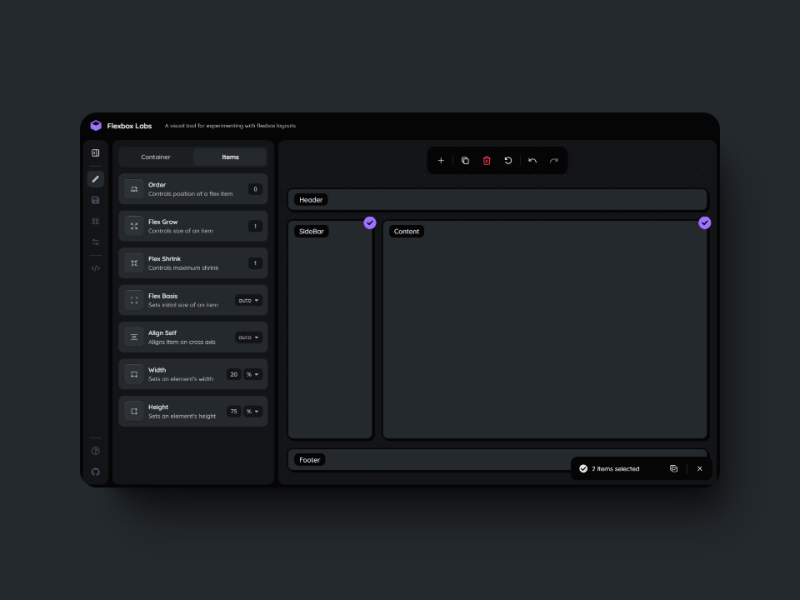 Flexbox Labs
A visual tool for experimenting with flexbox layouts
Container
Items
Order
Controls position of a flex item
0
Flex Grow
Controls size of an item
1
Flex Shrink
Controls maximum shrink
1
Flex Basis
Sets initial size of an item
auto
Align Self
Aligns item on cross axis
auto
Width
Sets an element's width
20
%
Height
Sets an element's height
75
%
Header
SideBar
Content
Footer
2 Items selected